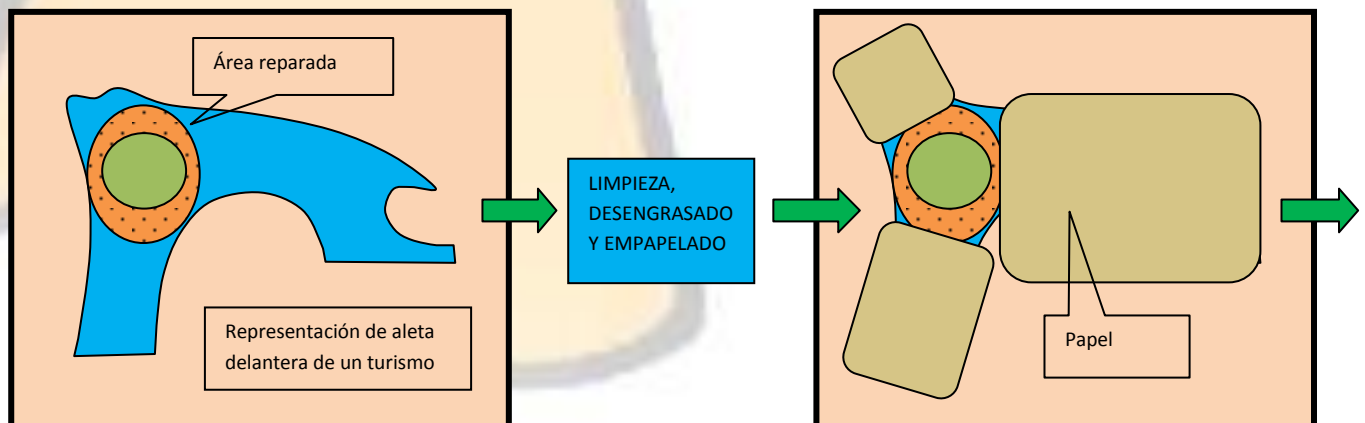 Área reparada
Representación de aleta
delantera de un turismo
LIMPIEZA,
DESENGRASADO
Y EMPAPELADO
Papel